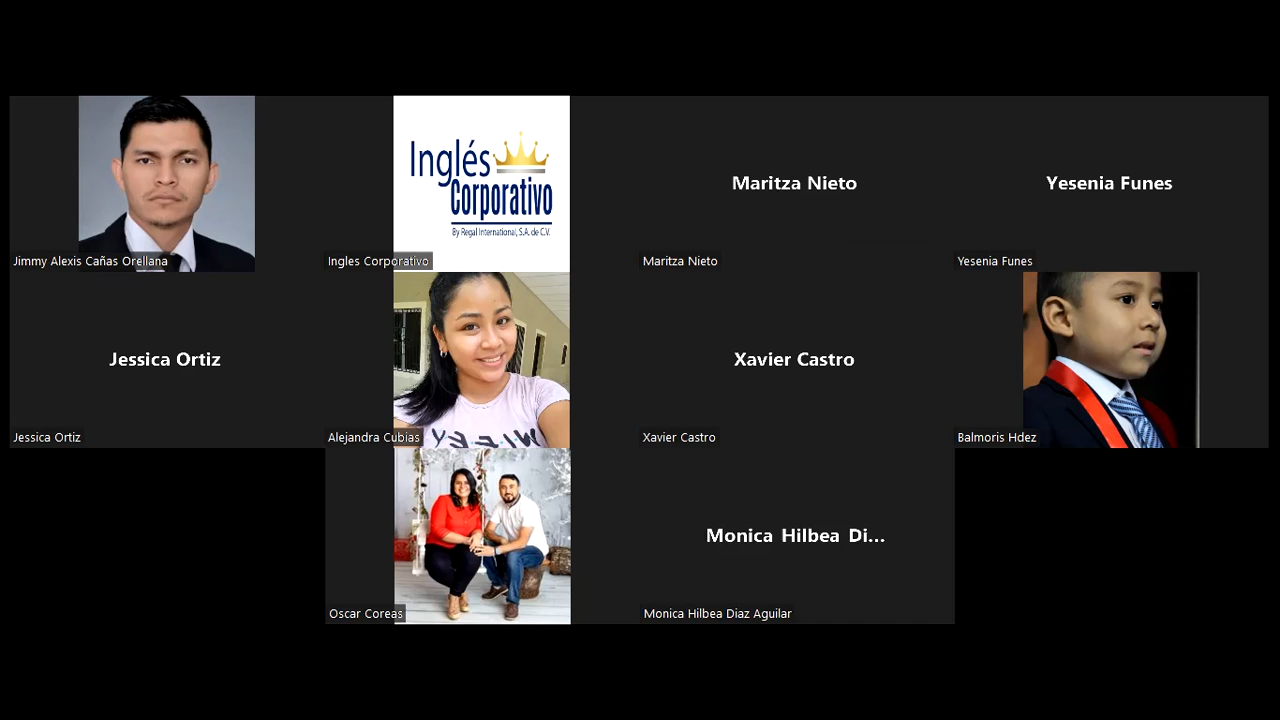 Inglés
Corporativo
By Regal International, S.A. de C.V.
Maritza Nieto
Yesenia Funes
Jimmy Alexis Cañas Orellana
Ingles Corporativo
Maritza Nieto
Yesenia Funes
Jessica Ortiz
Xavier Castro
Jessica Ortiz
Alejandra Cubias
Xavier Castro
Balmoris Hdez
Monica Hilbea Di...
Oscar Coreas
Monica Hilbea Diaz Aguilar